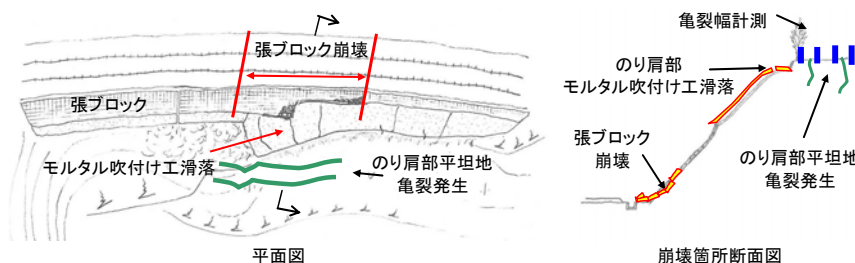 張ブロック崩壊
張ブロック
モルタル吹付け工滑落
のり肩部平坦地
亀裂発生
平面図
亀裂幅計測
のり肩部
モルタル吹付け工滑落
張ブロック
崩壊
のり肩部平坦地
亀裂発生
崩壊箇所断面図